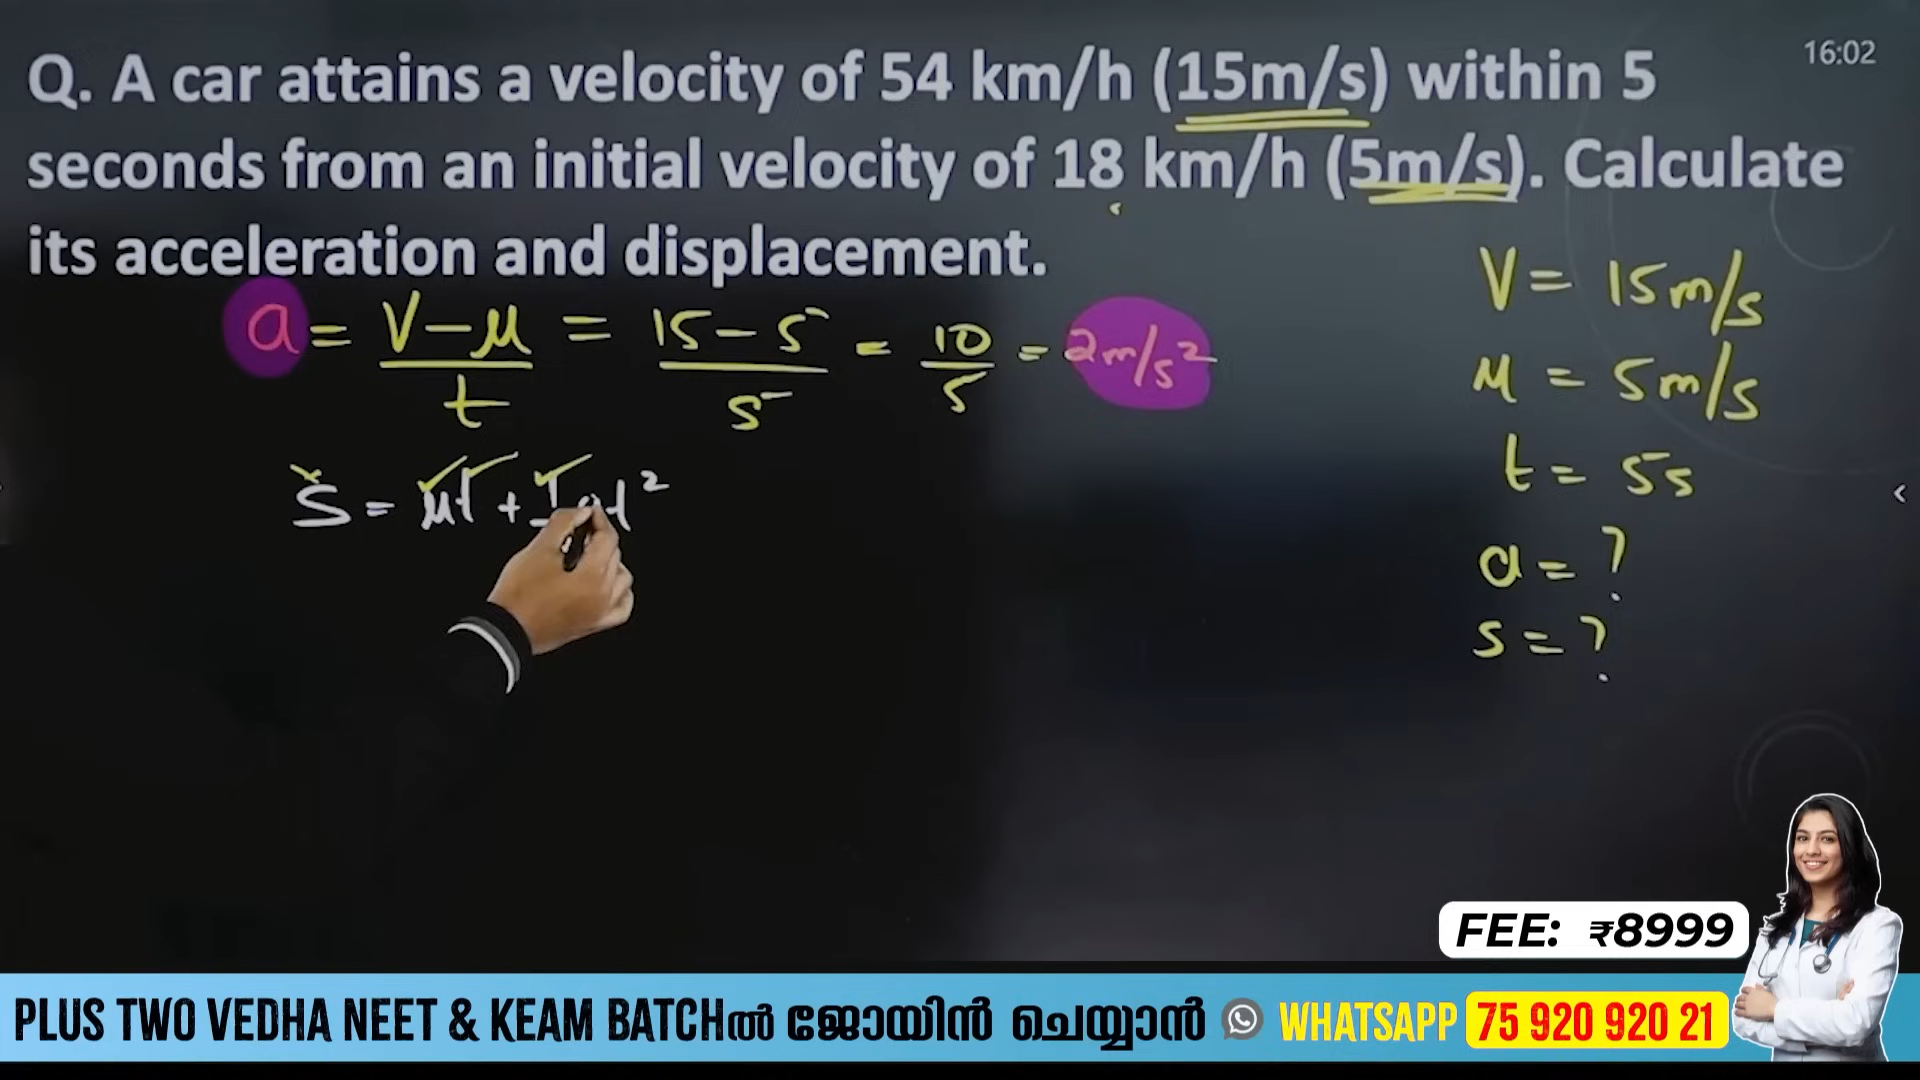 16:02
Q. A car attains a velocity of 54 km/h (15m/s) within 5
seconds from an initial velocity of 18 km/h (5m/s). Calculate
its acceleration and displacement.
a = V-u/t = 15-5/5 = 10/5 = 2m/s²
V = 15m/s
u = 5m/s
t = 5s
a = ?
s = ?
S = ut +
FEE: ₹8999
PLUS TWO VEDHA NEET & KEAM BATCHൽ ജോയിൻ ചെയ്യാൻ WHATSAPP 75 920 920 21